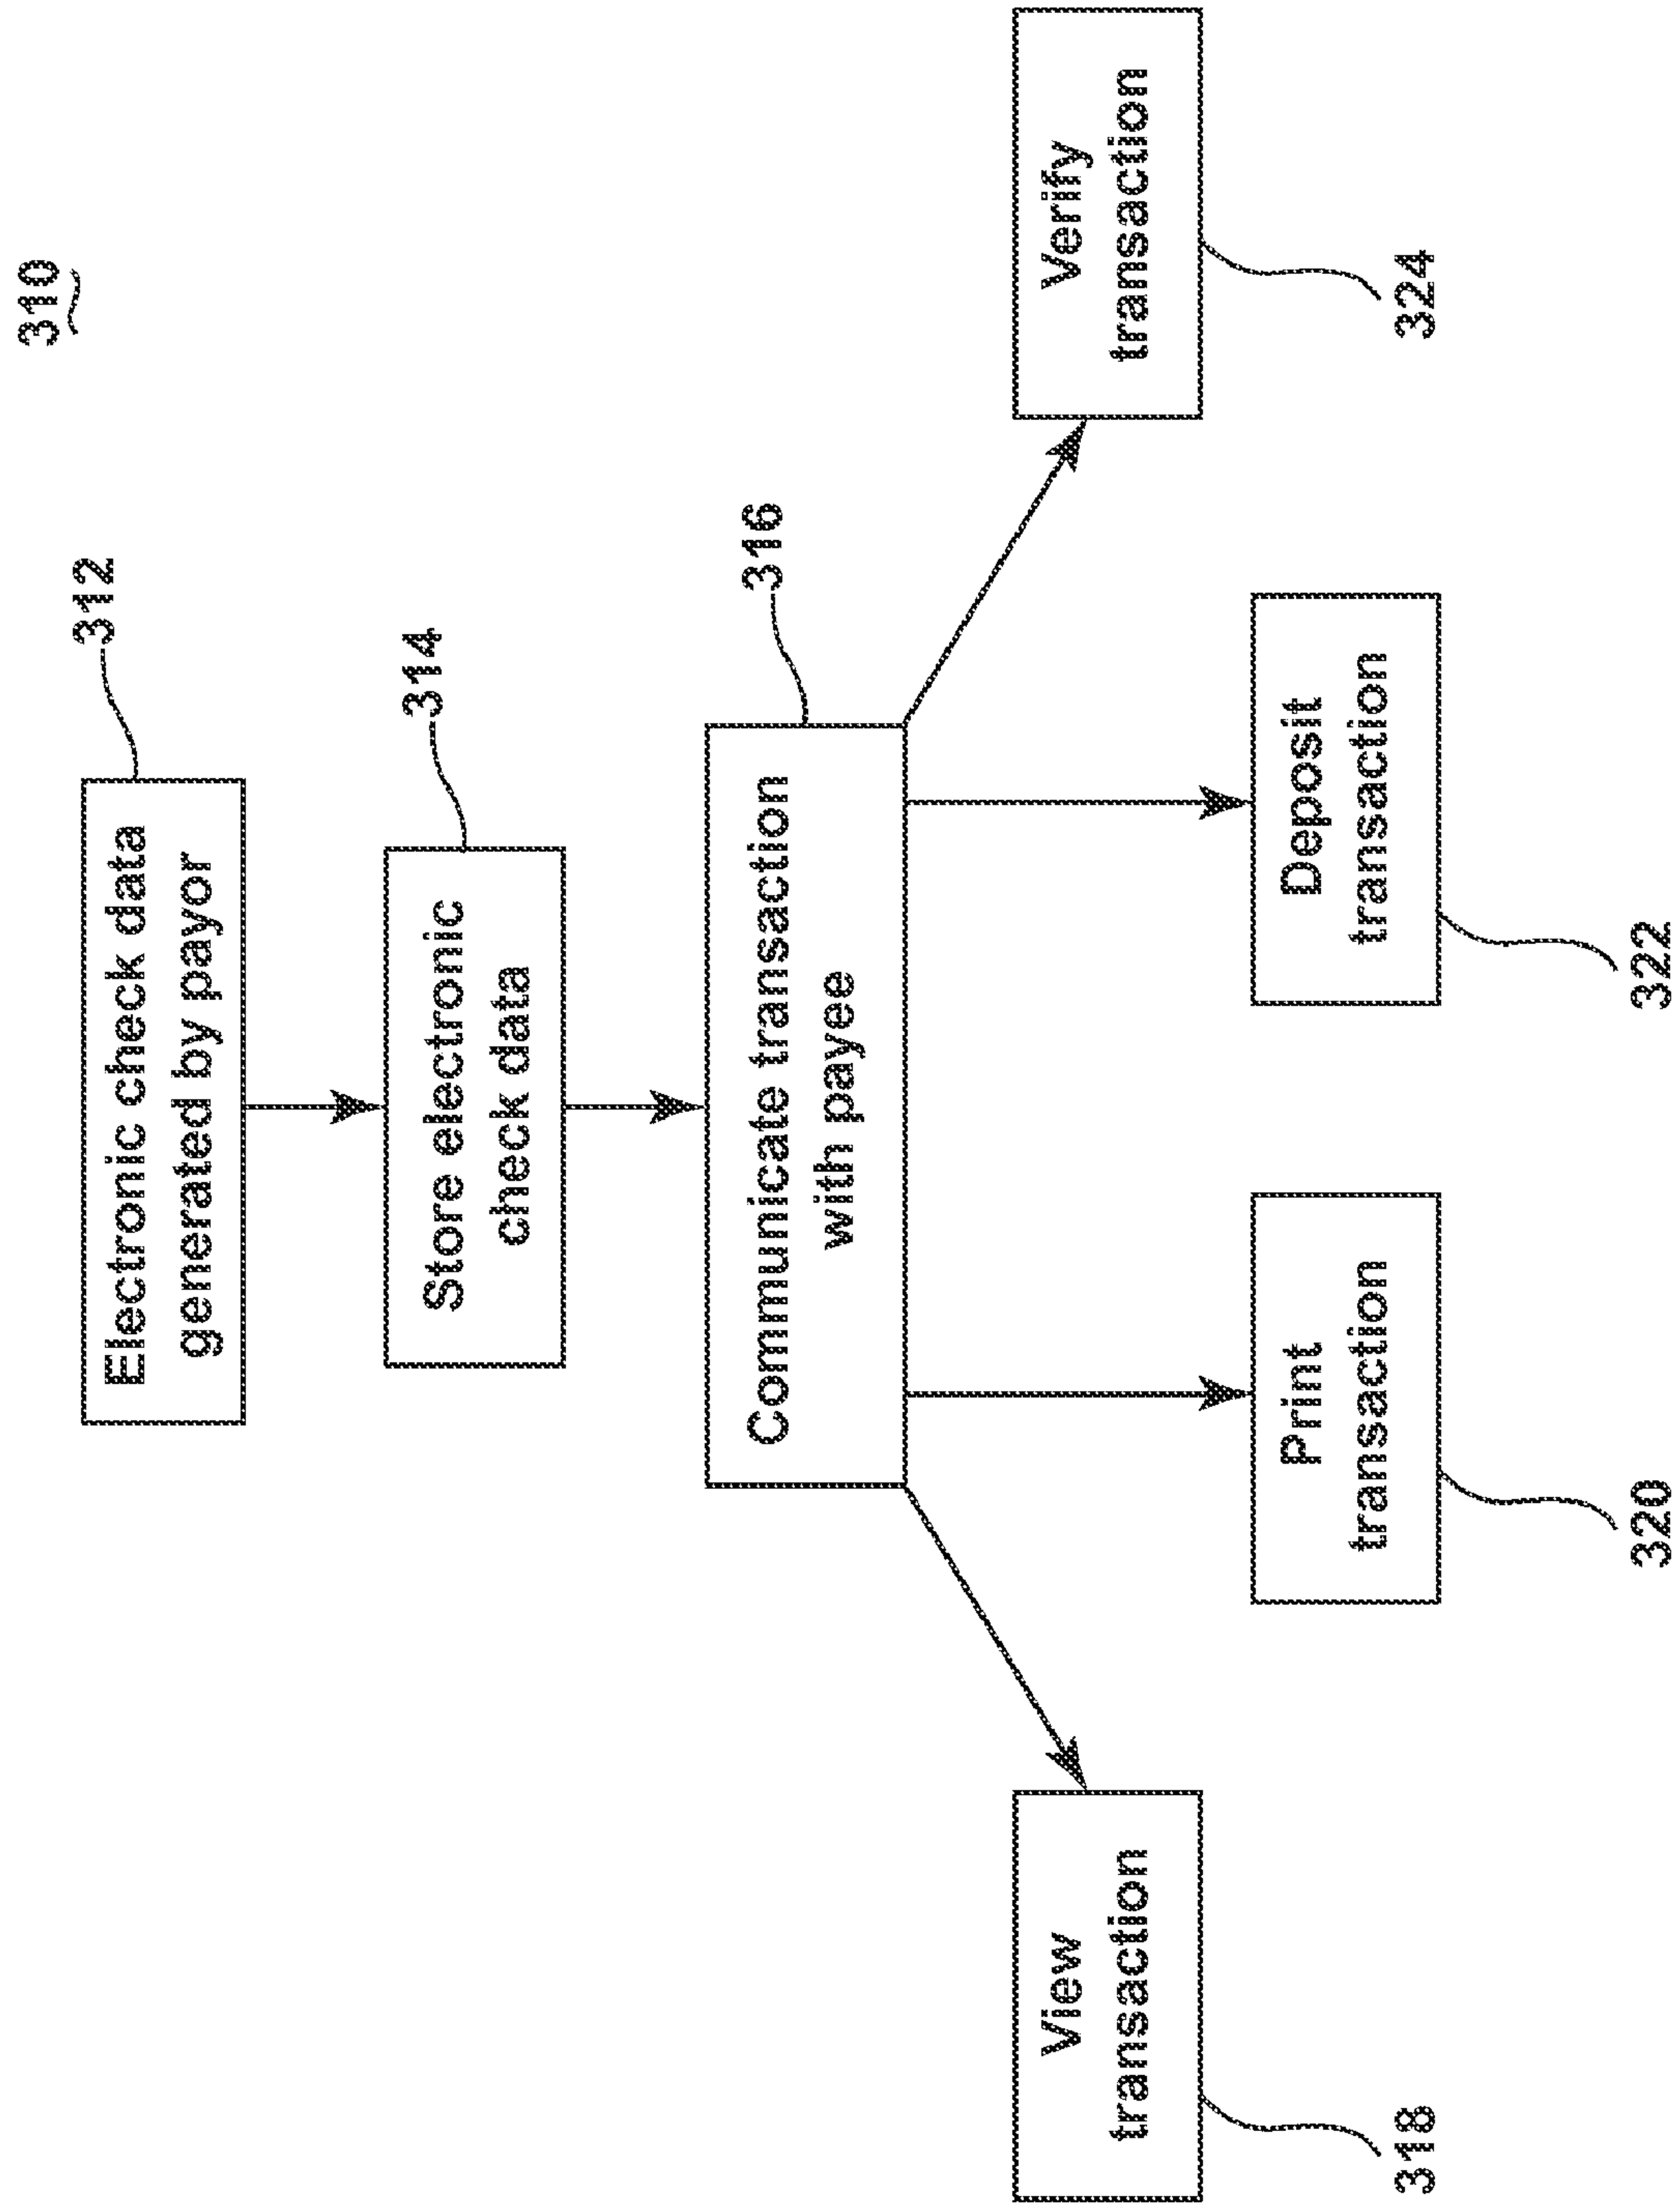 310
Electronic check data
generated by payor
312
Store electronic
check data
314
Communicate transaction
with payee
316
View
transaction
318
Print
transaction
320
Deposit
transaction
322
Verify
transaction
324